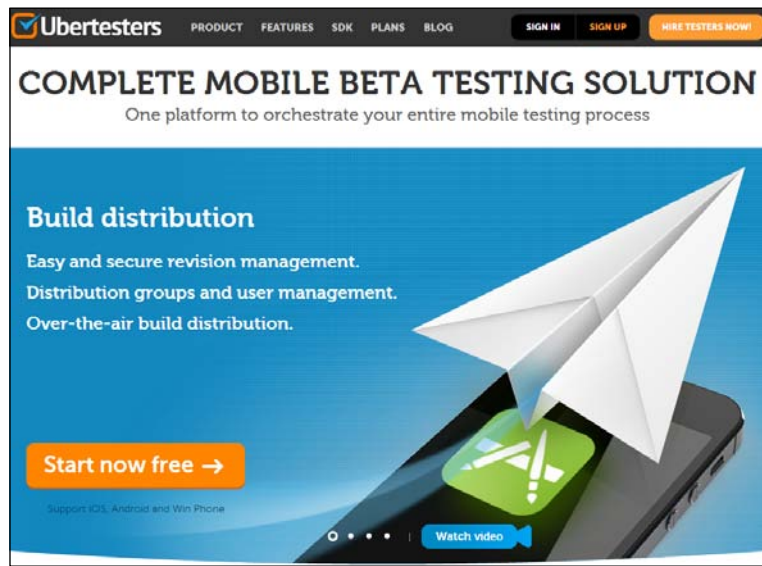 Ubertesters PRODUCT FEATURES SDK PLANS BLOG SIGN IN SIGN UP HIRE TESTERS NOW!
COMPLETE MOBILE BETA TESTING SOLUTION
One platform to orchestrate your entire mobile testing process
Build distribution
Easy and secure revision management.
Distribution groups and user management.
Over-the-air build distribution.
Start now free →
Support iOS, Android and Win Phone
Watch video